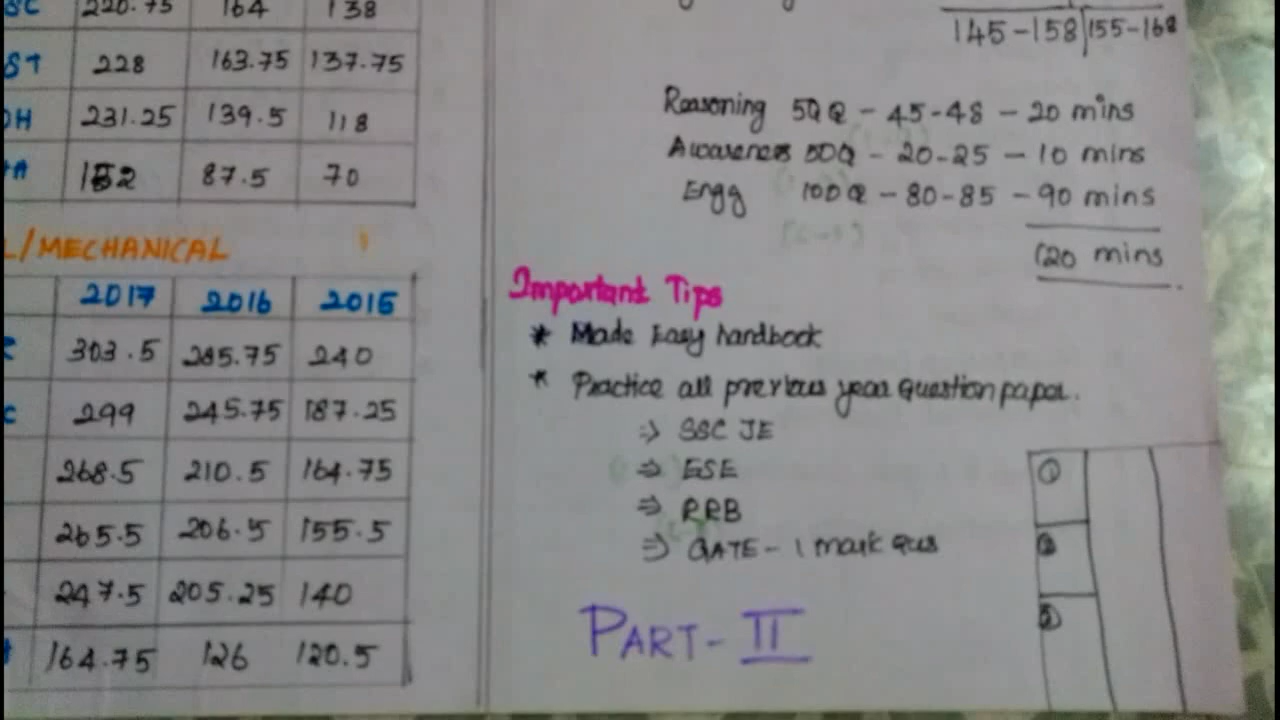 SC 220.75 164 138
ST 228 163.75 137.75
OH 231.25 139.5 118
152 87.5 70
L/MECHANICAL
2017 2016 2015
303.5 285.75 240
C 299 245.75 187.25
268.5 210.5 164.75
265.5 206.5 155.5
247.5 205.25 140
164.75 126 120.5
145-158 155-168
Reasoning 50Q - 45-48 - 20 mins
Awareness 50Q - 20-25 - 10 mins
Engg 100Q - 80-85 - 90 mins
120 mins
Important Tips
* Made Easy handbook
* Practice all previous year question paper.
⇒ SSC JE
⇒ ESE
⇒ RRB
⇒ GATE - 1 mark Qus
PART-II
1
2
3